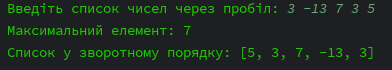 Введіть список чисел через пробіл: 3 -13 7 3 5
Максимальний елемент: 7
Список у зворотному порядку: [5, 3, 7, -13, 3]